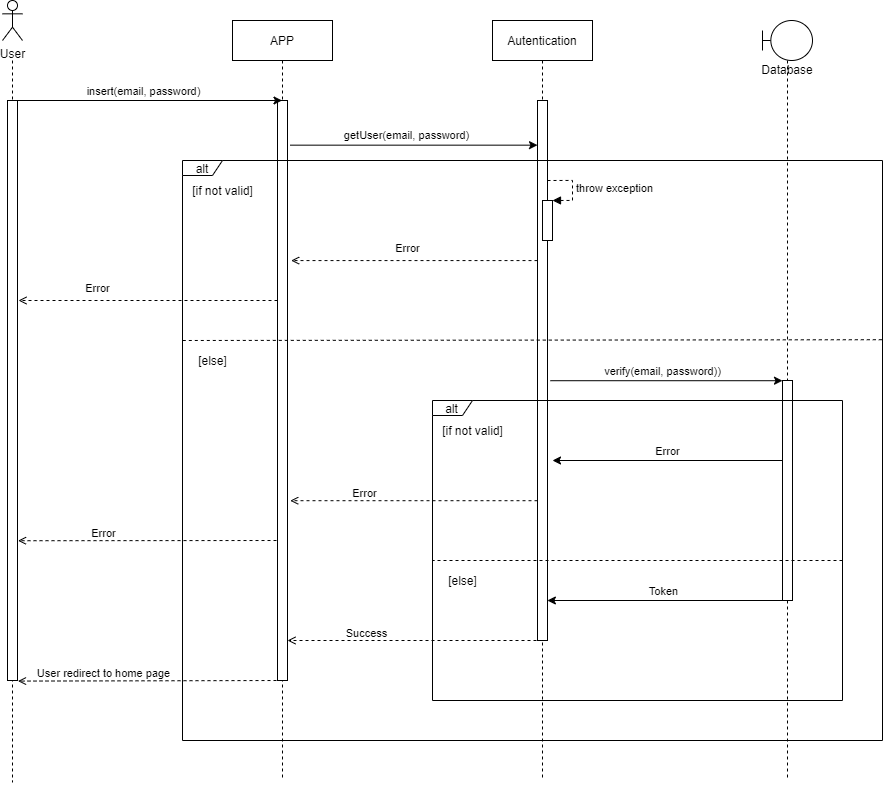 User
APP
Autentication
Database
insert(email, password)
getUser(email, password)
alt
[if not valid]
throw exception
Error
Error
[else]
verify(email, password))
alt
[if not valid]
Error
Error
Error
[else]
Token
Success
User redirect to home page